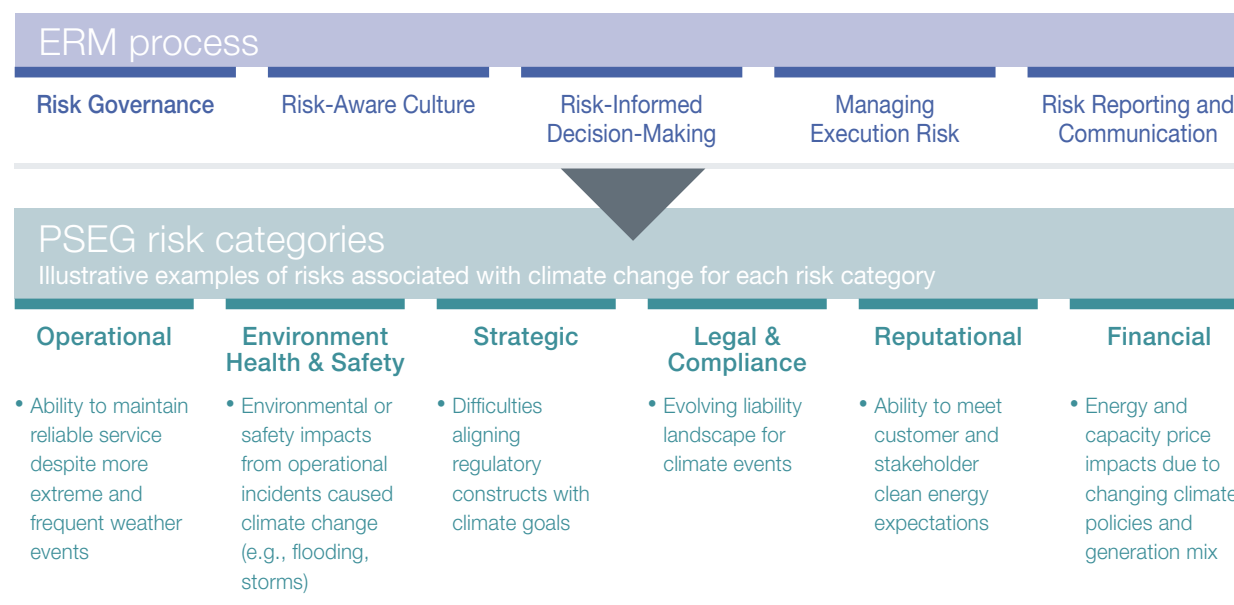 ERM process
Risk Governance
Risk-Aware Culture
Risk-Informed
Decision-Making
Managing
Execution Risk
Risk Reporting and
Communication
PSEG risk categories
Illustrative examples of risks associated with climate change for each risk category
Operational
• Ability to maintain
reliable service
despite more
extreme and
frequent weather
events
Environment
Health & Safety
• Environmental or
safety impacts
from operational
incidents caused
climate change
(e.g., flooding,
storms)
Strategic
• Difficulties
aligning
regulatory
constructs with
climate goals
Legal &
Compliance
• Evolving liability
landscape for
climate events
Reputational
• Ability to meet
customer and
stakeholder
clean energy
expectations
Financial
• Energy and
capacity price
impacts due to
changing climate
policies and
generation mix